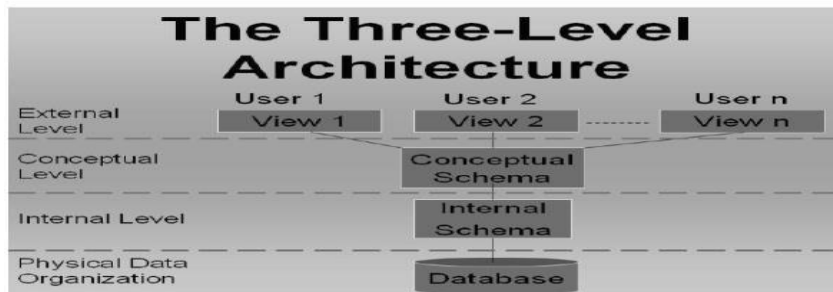 The Three-Level
Architecture
User 1 User 2 User n
External
Level
View 1 View 2 View n
Conceptual
Level
Conceptual
Schema
Internal Level
Internal
Schema
Physical Data
Organization
Database